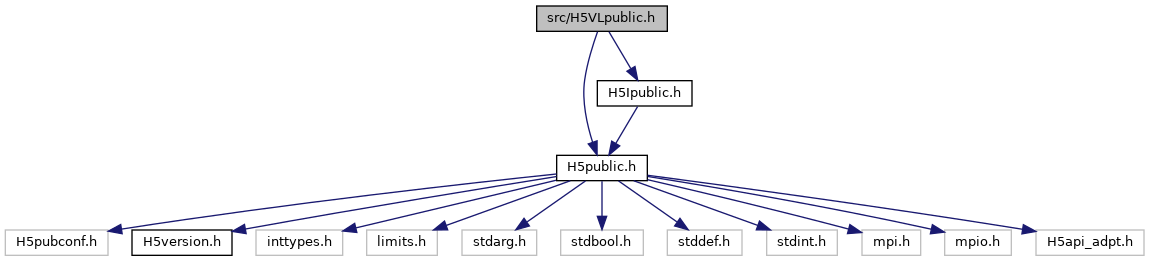 src/H5VLpublic.h
H5Ipublic.h
H5public.h
H5pubconf.h
H5version.h
inttypes.h
limits.h
stdarg.h
stdbool.h
stddef.h
stdint.h
mpi.h
mpio.h
H5api_adpt.h